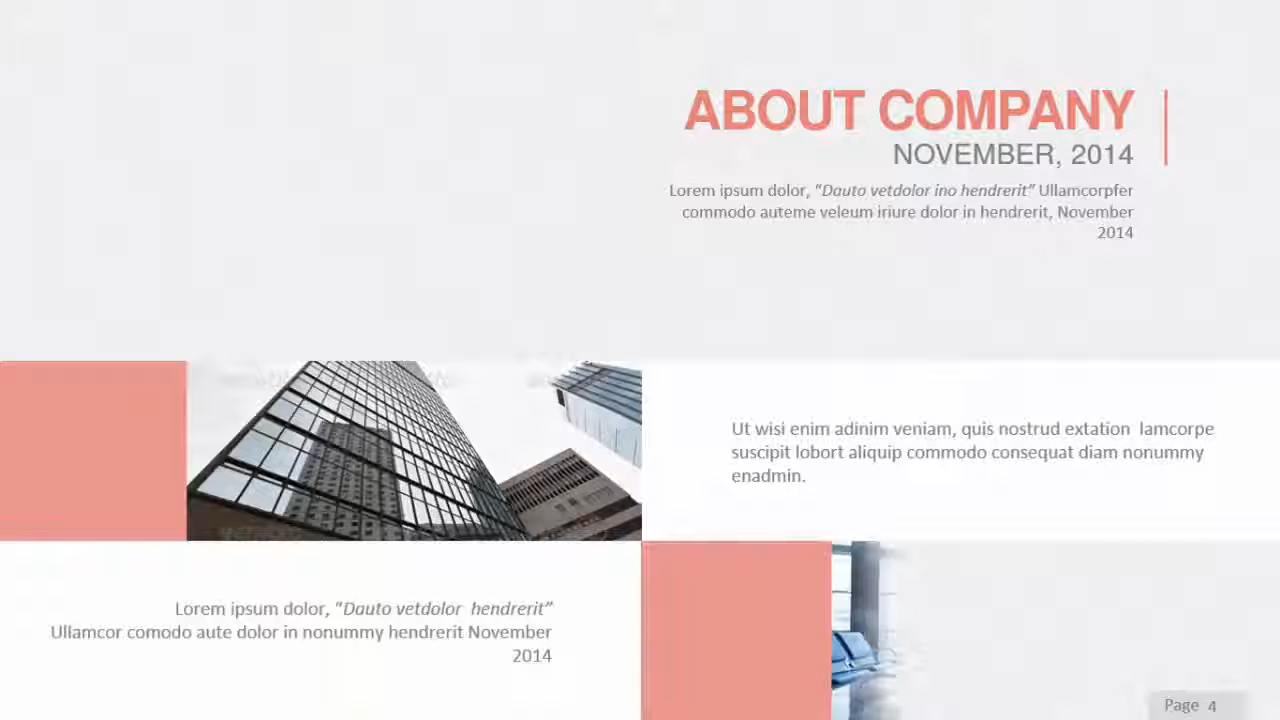 ABOUT COMPANY
NOVEMBER, 2014
Lorem ipsum dolor, “Dauto vetdolor ino hendrerit” Ullamcorpfer
commodo auteme veleum iriure dolor in hendrerit, November
2014
Ut wisi enim adinim veniam, quis nostrud extation lamcorpe
suscipit lobort aliquip commodo consequat diam nonummy
enadmin.
Lorem ipsum dolor, “Dauto vetdolor hendrerit”
Ullamcor comodo aute dolor in nonummy hendrerit November
2014
Page 4